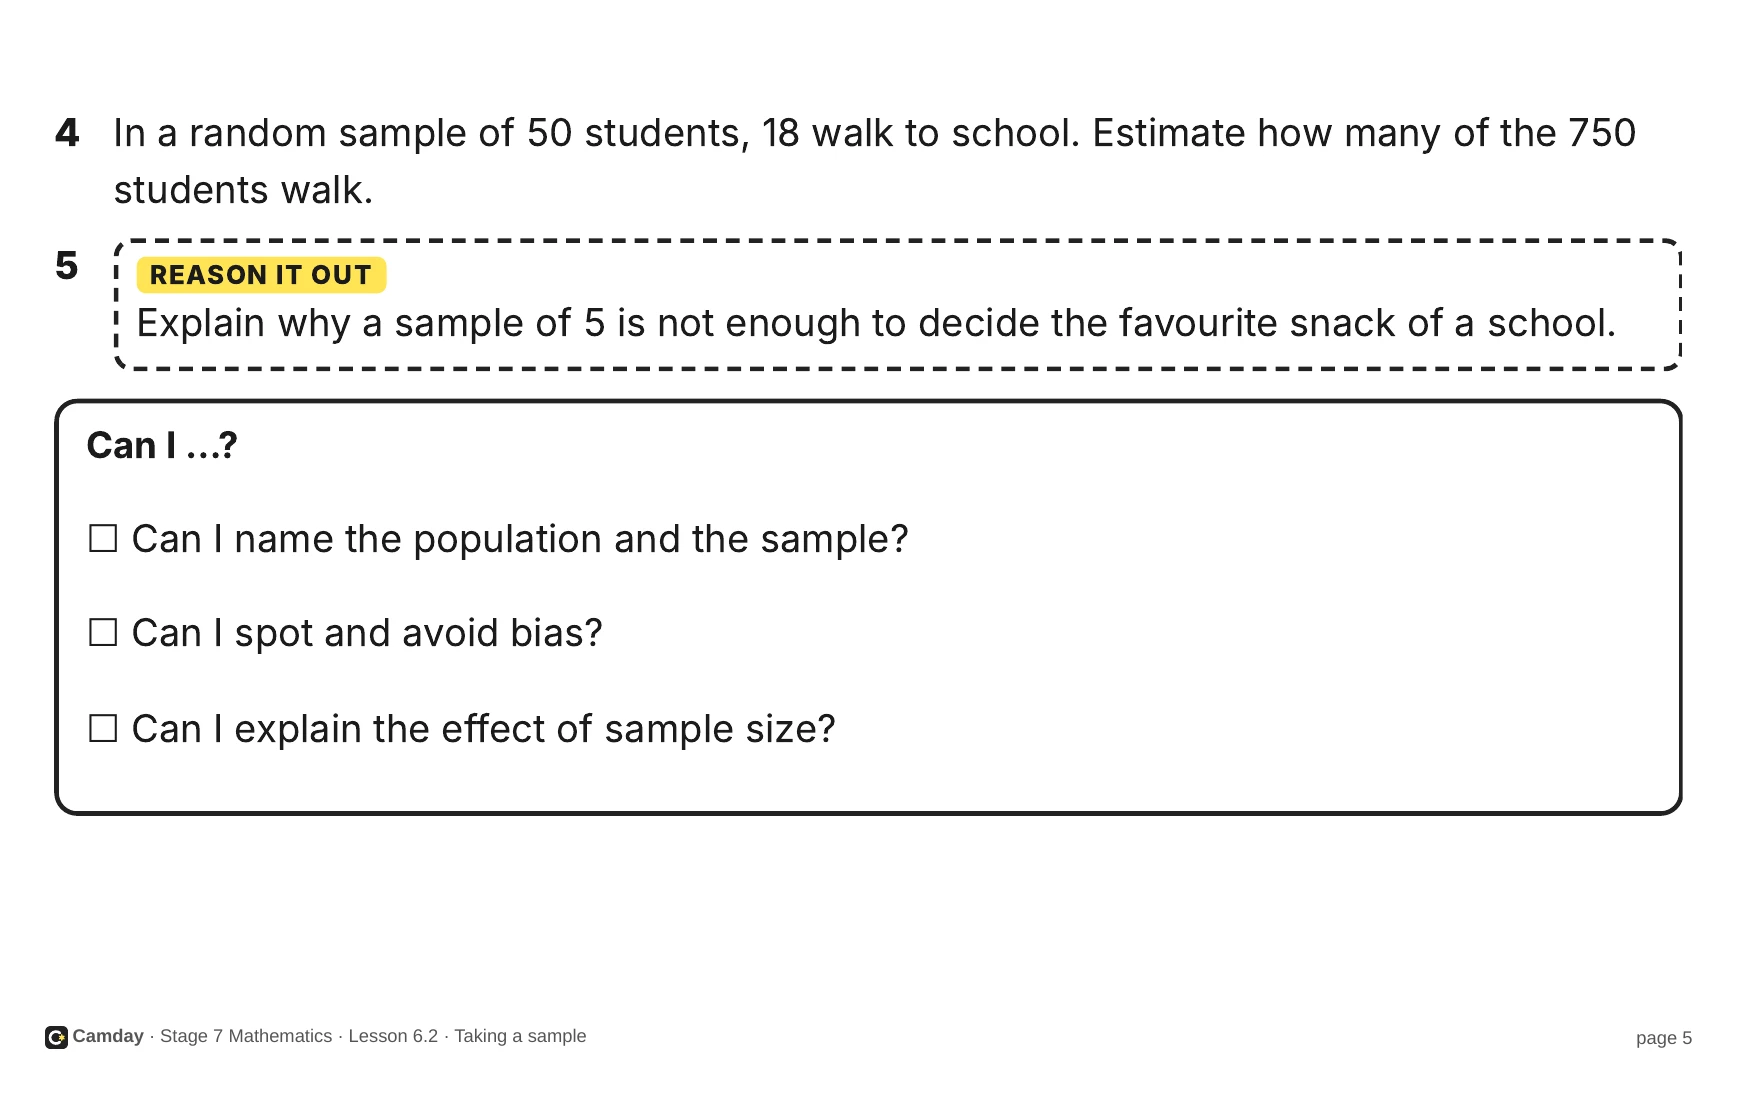 4 In a random sample of 50 students, 18 walk to school. Estimate how many of the 750
students walk.
5 REASON IT OUT
Explain why a sample of 5 is not enough to decide the favourite snack of a school.
Can I …?
☐ Can I name the population and the sample?
☐ Can I spot and avoid bias?
☐ Can I explain the effect of sample size?
Camday · Stage 7 Mathematics · Lesson 6.2 · Taking a sample
page 5